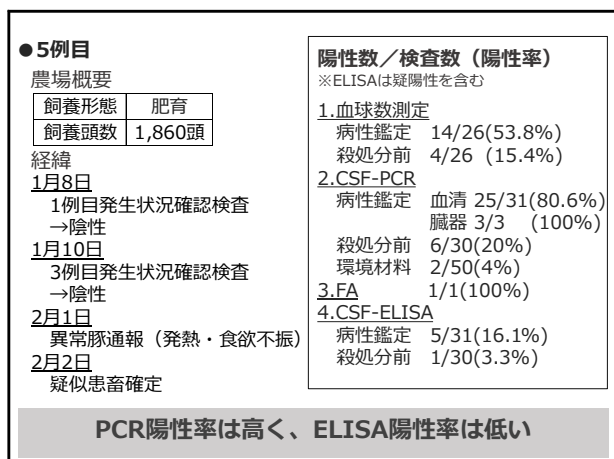 ●5例目
農場概要
飼養形態 肥育
飼養頭数 1,860頭
経緯
1月8日
1例目発生状況確認検査
→陰性
1月10日
3例目発生状況確認検査
→陰性
2月1日
異常豚通報（発熱・食欲不振）
2月2日
疑似患畜確定
陽性数／検査数（陽性率）
※ELISAは疑陽性を含む
1.血球数測定
病性鑑定 14/26(53.8%)
殺処分前 4/26 (15.4%)
2.CSF-PCR
病性鑑定 血清 25/31(80.6%)
臓器 3/3 (100%)
殺処分前 6/30(20%)
環境材料 2/50(4%)
3.FA 1/1(100%)
4.CSF-ELISA
病性鑑定 5/31(16.1%)
殺処分前 1/30(3.3%)
PCR陽性率は高く、ELISA陽性率は低い